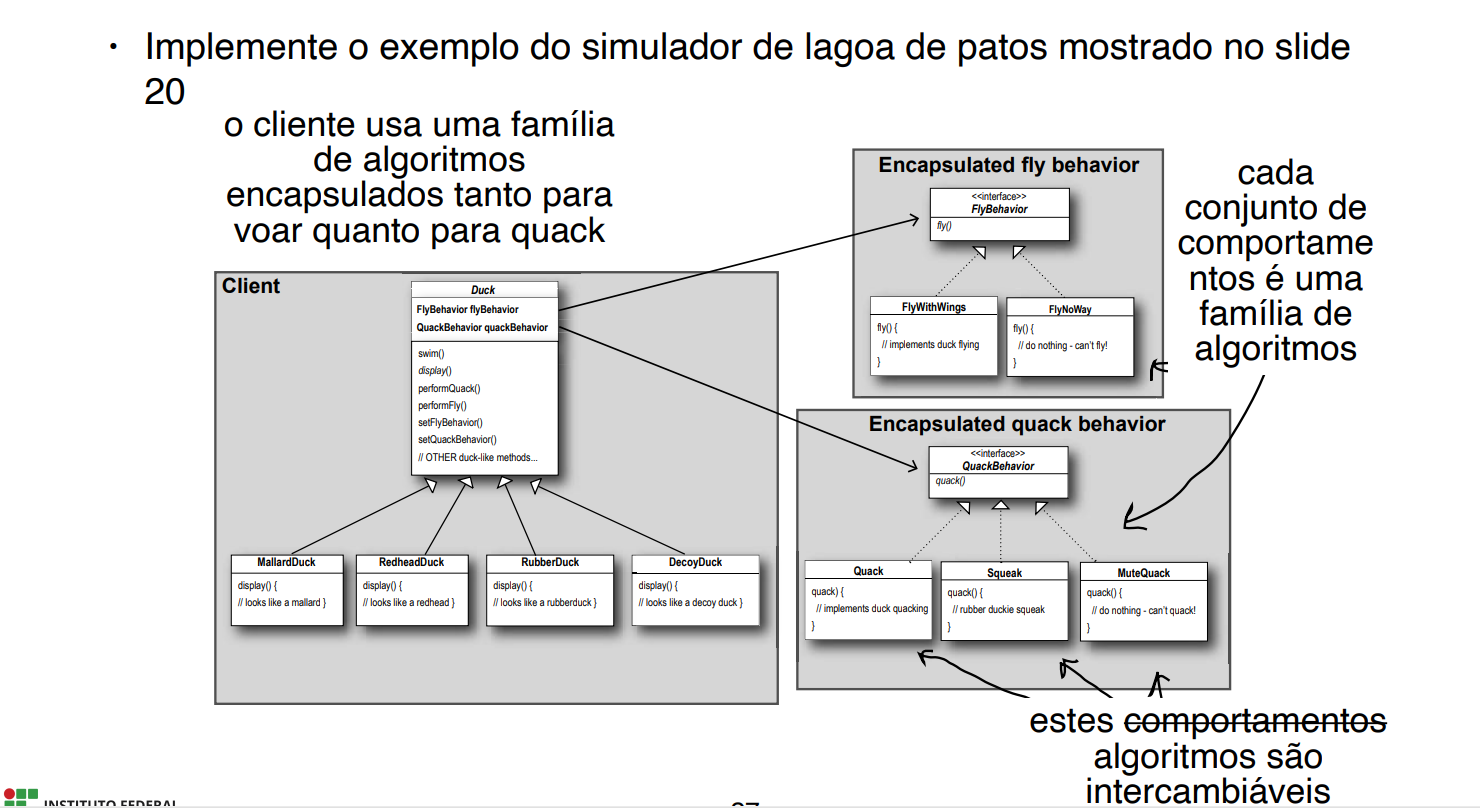 • Implemente o exemplo do simulador de lagoa de patos mostrado no slide
20
o cliente usa uma família
de algoritmos
encapsulados tanto para
voar quanto para quack
Client
Duck
FlyBehavior flyBehavior
QuackBehavior quackBehavior
swim()
display()
performQuack()
performFly()
setFlyBehavior()
setQuackBehavior()
// OTHER duck-like methods...
MallardDuck
display() {
// looks like a mallard }
RedheadDuck
display() {
// looks like a redhead }
RubberDuck
display() {
// looks like a rubberduck }
DecoyDuck
display() {
// looks like a decoy duck }
Encapsulated fly behavior
<<interface>>
FlyBehavior
fly()
FlyWithWings
fly() {
// implements duck flying
}
FlyNoWay
fly() {
// do nothing - can't fly!
}
cada
conjunto de
comportame
ntos é uma
família de
algoritmos
Encapsulated quack behavior
<<interface>>
QuackBehavior
quack()
Quack
quack) {
// implements duck quacking
}
Squeak
quack() {
// rubber duckie squeak
}
MuteQuack
quack() {
// do nothing - can't quack!
}
estes comportamentos
algoritmos são
intercambiáveis
INSTITUTO FEDERAL